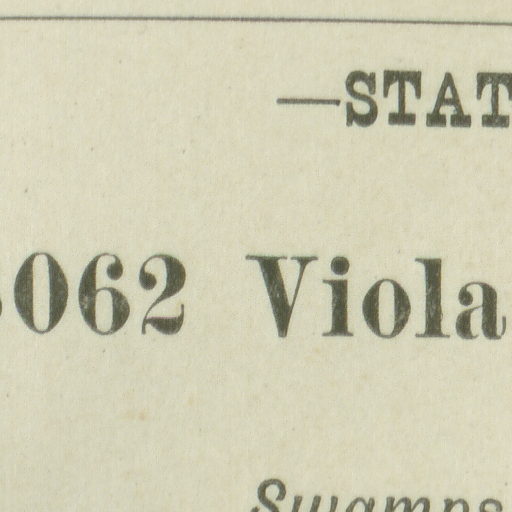 —STAT
062 Viola
Swamps